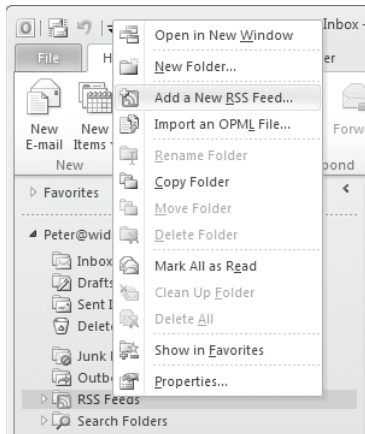 Inbox -
File
H
er
Open in New Window
New Folder...
Add a New RSS Feed...
Import an OPML File...
Rename Folder
Copy Folder
Move Folder
Delete Folder
Mark All as Read
Clean Up Folder
Delete All
Show in Favorites
Properties...
New E-mail
New Items
Forw
New
pond
Favorites
Peter@wid
Inbox
Drafts
Sent I
Delet
Junk
Outb
RSS Feeds
Search Folders